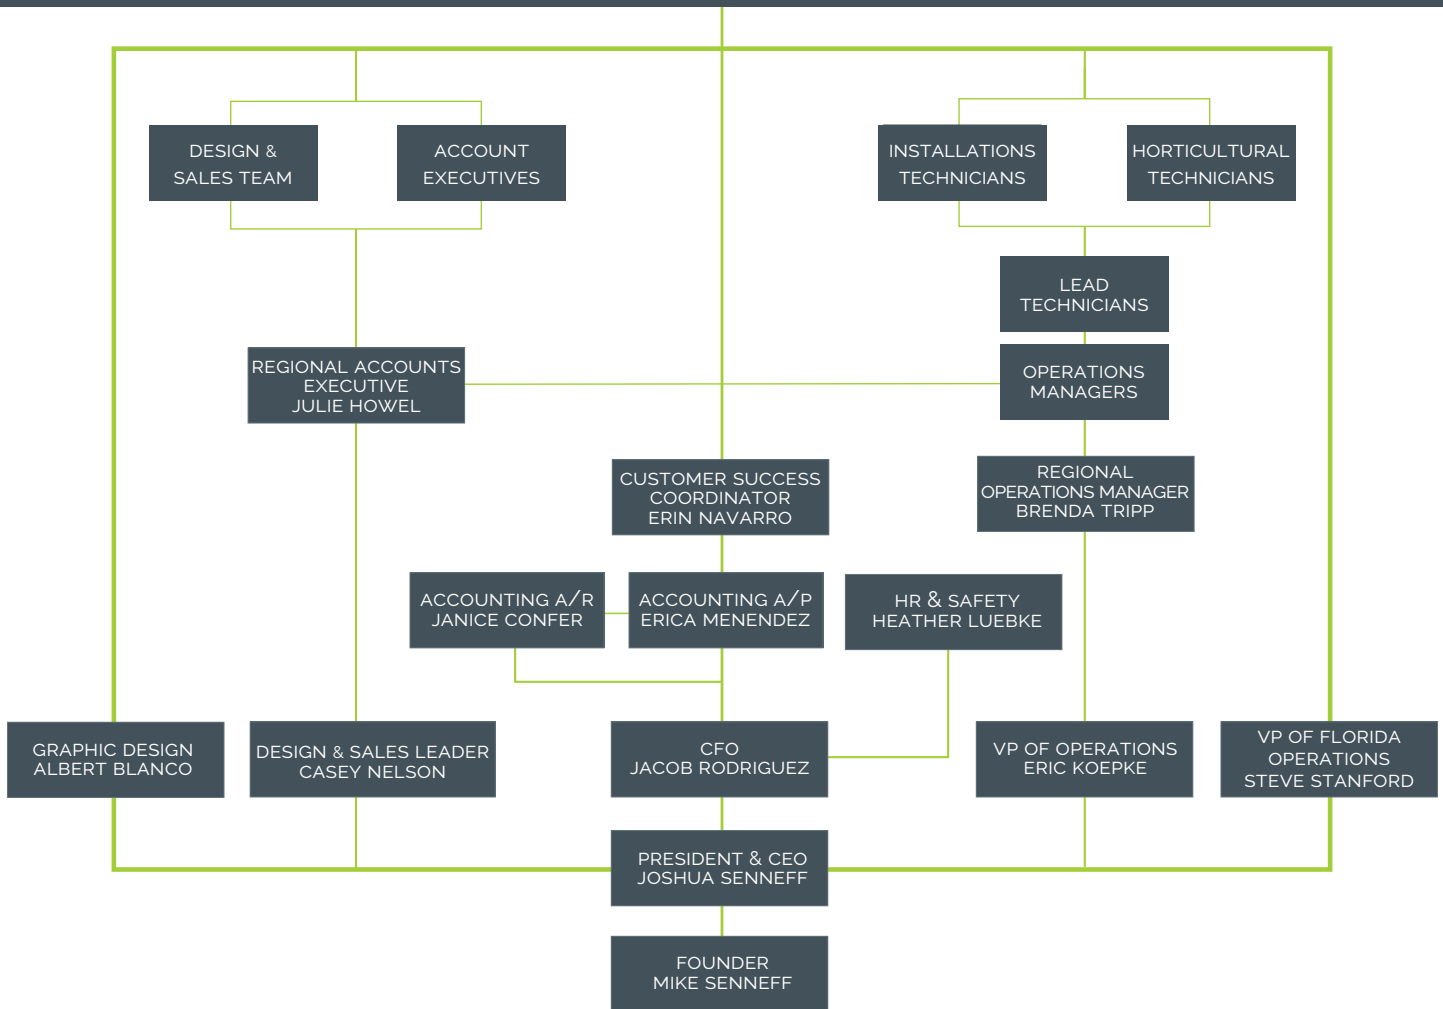 DESIGN &
SALES TEAM
ACCOUNT
EXECUTIVES
INSTALLATIONS
TECHNICIANS
HORTICULTURAL
TECHNICIANS
LEAD
TECHNICIANS
REGIONAL ACCOUNTS
EXECUTIVE
JULIE HOWEL
OPERATIONS
MANAGERS
CUSTOMER SUCCESS
COORDINATOR
ERIN NAVARRO
REGIONAL
OPERATIONS MANAGER
BRENDA TRIPP
ACCOUNTING A/R
JANICE CONFER
ACCOUNTING A/P
ERICA MENENDEZ
HR & SAFETY
HEATHER LUEBKE
GRAPHIC DESIGN
ALBERT BLANCO
DESIGN & SALES LEADER
CASEY NELSON
CFO
JACOB RODRIGUEZ
VP OF OPERATIONS
ERIC KOEPKE
VP OF FLORIDA
OPERATIONS
STEVE STANFORD
PRESIDENT & CEO
JOSHUA SENNEFF
FOUNDER
MIKE SENNEFF